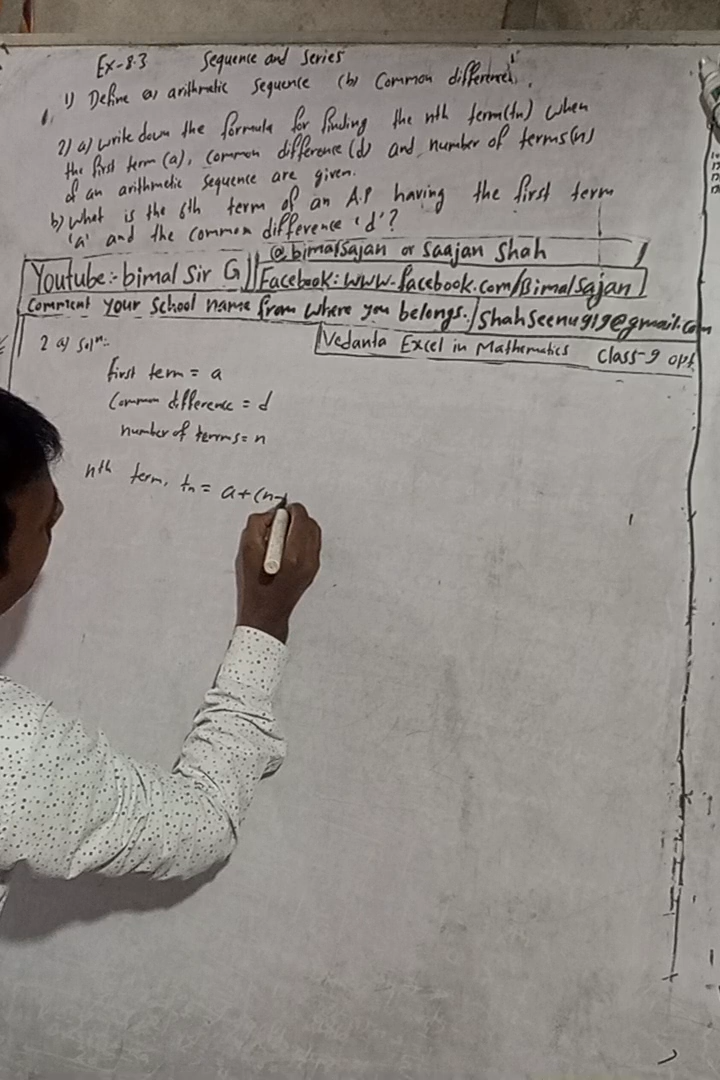 Ex-8.3 Sequence and Series
1) Define a) arithmatic sequence (b) Common difference.
2) a) write down the formula for finding the nth term(tn) when
the first term (a), common difference (d) and number of terms(n)
of an arithmetic sequence are given.
b) What is the 6th term of an A.P having the first term
'a' and the common difference 'd'?
@bimalsajan or Saajan Shah
Youtube:- bimal Sir G
Facebook: www.facebook.com/Bimalsajan
Comment your School name from where you belongs.
Shahseenu919@gmail.com
Vedanta Excel in Mathematics Class-9 opt.
2 a) Solⁿ:-
first term = a
Common difference = d
number of terms = n
nth term, tn = a+(n-